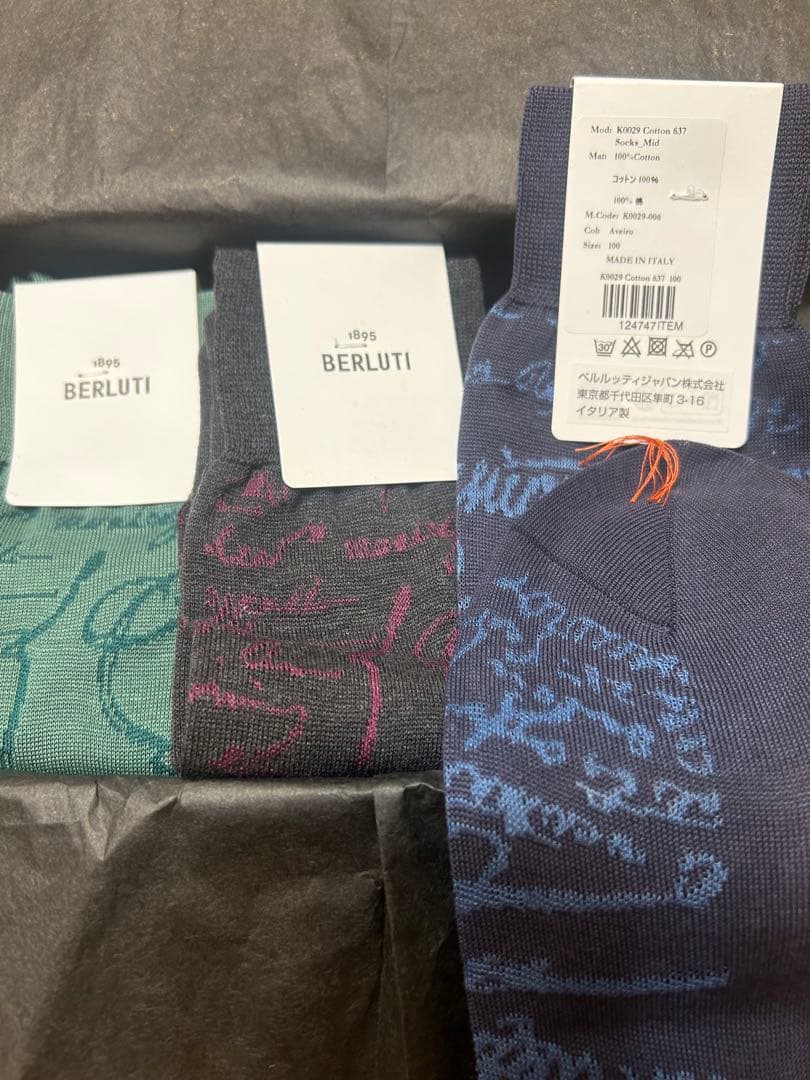 1895
BERLUTI
1895
BERLUTI
Mod: K0029 Cotton 637
Socks_Mid
Mat: 100%Cotton
コットン 100%
100% 棉
M.Code: K0029-006
Col: Aveiro
Size: 100
MADE IN ITALY
K0029 Cotton 637 100
124747ITEM
30°
P
ベルルッティジャパン株式会社
東京都千代田区隼町 3-16
イタリア製